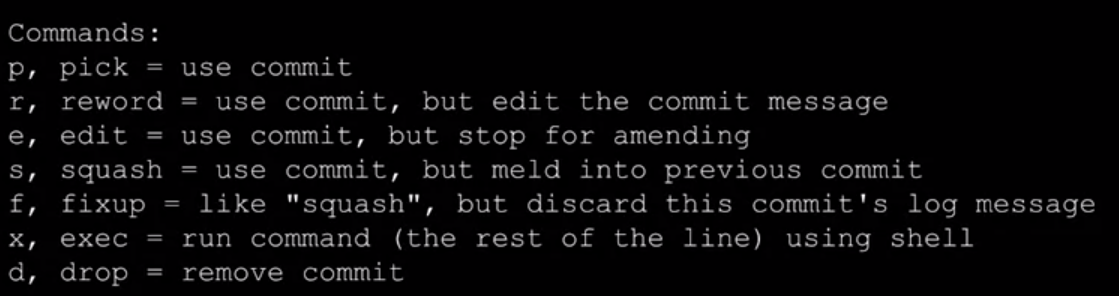 Commands:
p, pick = use commit
r, reword = use commit, but edit the commit message
e, edit = use commit, but stop for amending
s, squash = use commit, but meld into previous commit
f, fixup = like "squash", but discard this commit's log message
x, exec = run command (the rest of the line) using shell
d, drop = remove commit